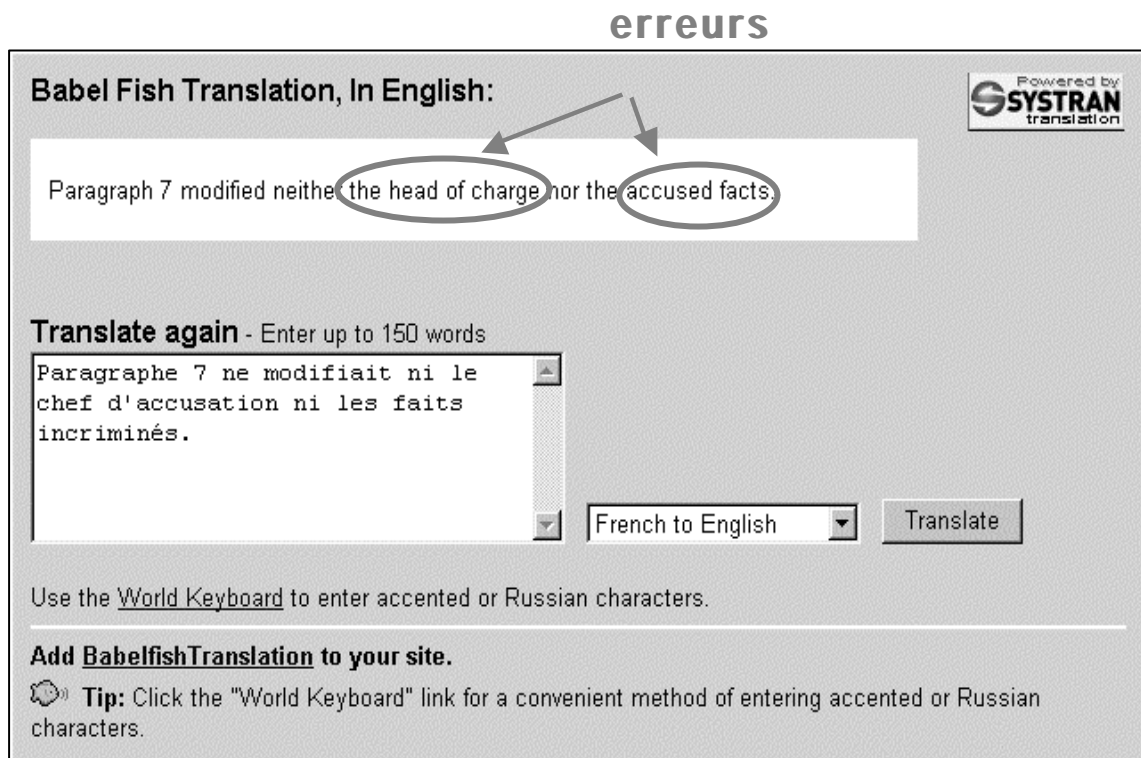 erreurs
Babel Fish Translation, In English:
Powered by
SYSTRAN
translation
Paragraph 7 modified neither the head of charge nor the accused facts.
Translate again - Enter up to 150 words
Paragraphe 7 ne modifiait ni le
chef d'accusation ni les faits
incriminés.
French to English
Translate
Use the World Keyboard to enter accented or Russian characters.
Add BabelfishTranslation to your site.
Tip: Click the "World Keyboard" link for a convenient method of entering accented or Russian
characters.